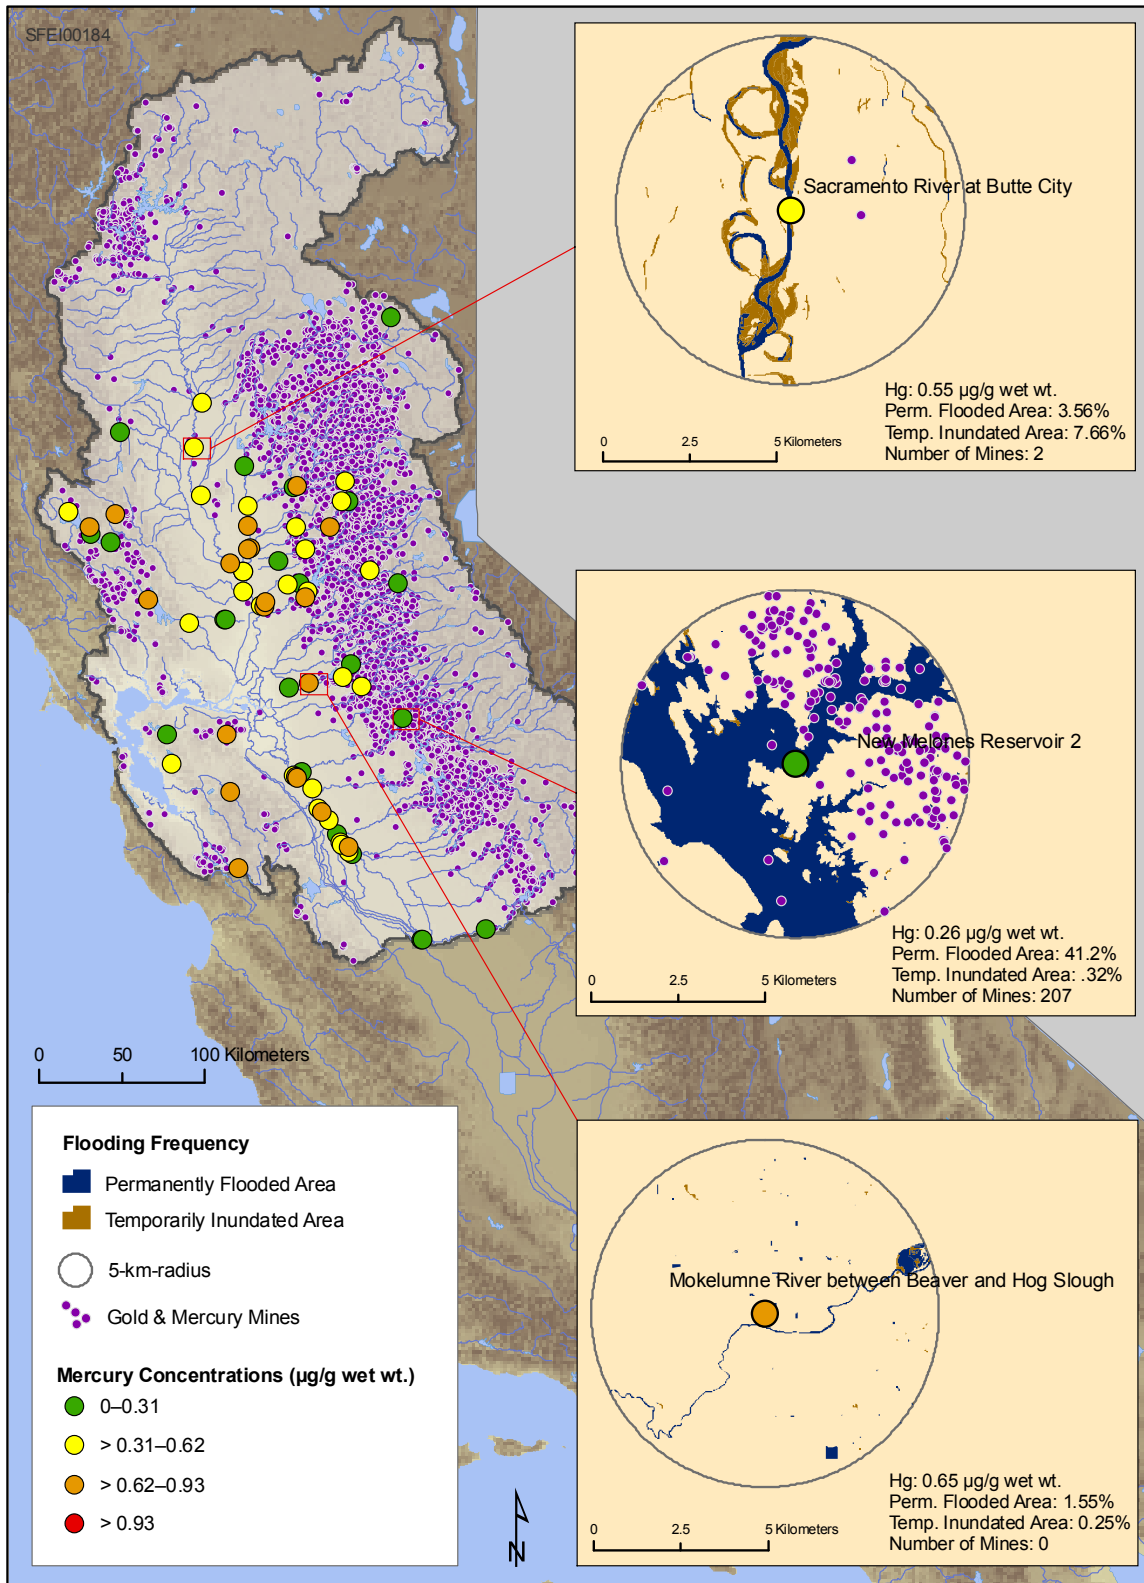 SFEI00184
Sacramento River at Butte City
Hg: 0.55 µg/g wet wt.
Perm. Flooded Area: 3.56%
Temp. Inundated Area: 7.66%
Number of Mines: 2
0 2.5 5 Kilometers
New Melones Reservoir 2
Hg: 0.26 µg/g wet wt.
Perm. Flooded Area: 41.2%
Temp. Inundated Area: .32%
Number of Mines: 207
0 2.5 5 Kilometers
0 50 100 Kilometers
Flooding Frequency
Permanently Flooded Area
Temporarily Inundated Area
5-km-radius
Gold & Mercury Mines
Mercury Concentrations (µg/g wet wt.)
0–0.31
> 0.31–0.62
> 0.62–0.93
> 0.93
N
Mokelumne River between Beaver and Hog Slough
Hg: 0.65 µg/g wet wt.
Perm. Flooded Area: 1.55%
Temp. Inundated Area: 0.25%
Number of Mines: 0
0 2.5 5 Kilometers